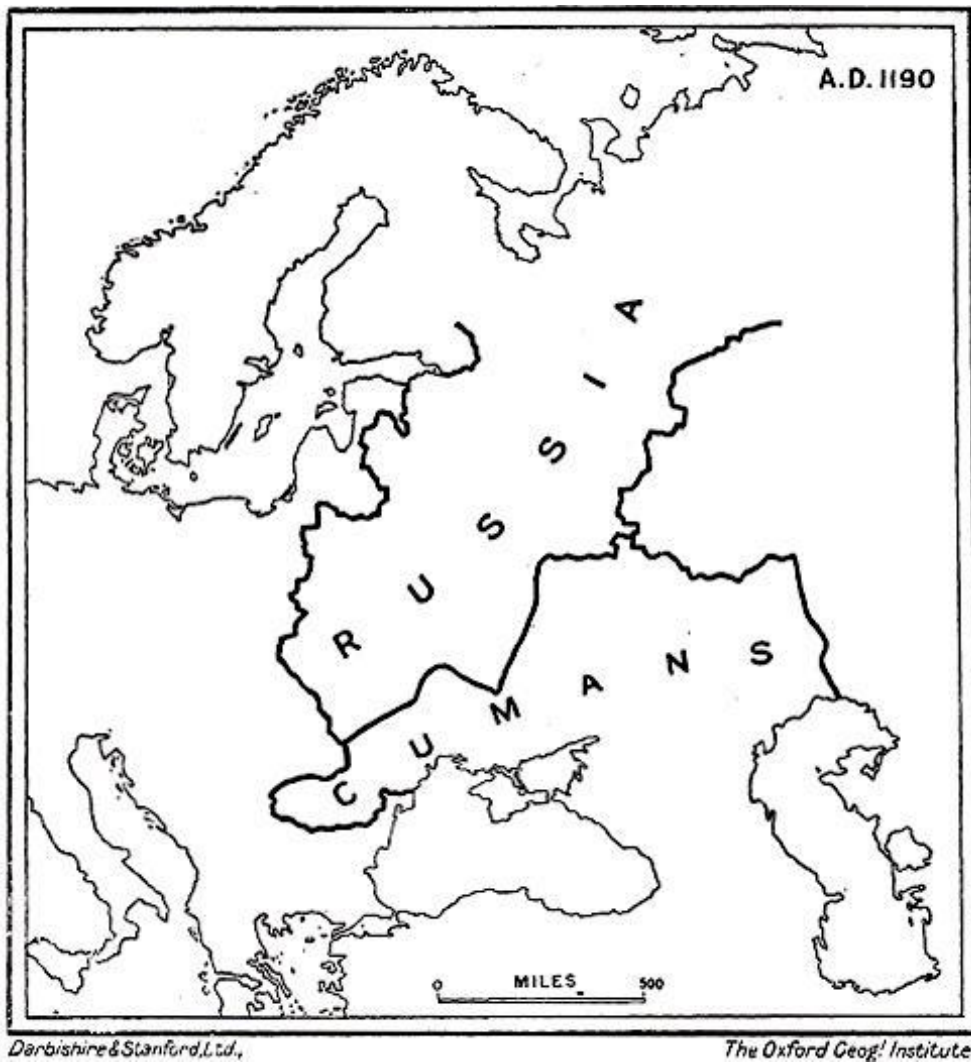 A.D. 1190
RUSSIA
CUMANS
0 MILES 500
Darbishire & Stanford, Ltd.,
The Oxford Geog! Institute